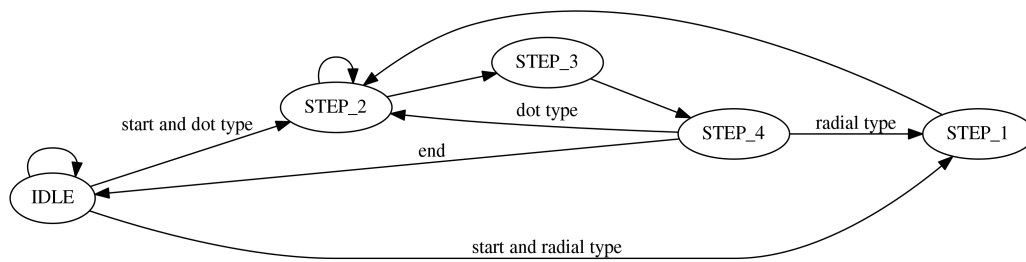 STEP_3
STEP_2
dot type
start and dot type
STEP_4
radial type
STEP_1
end
IDLE
start and radial type